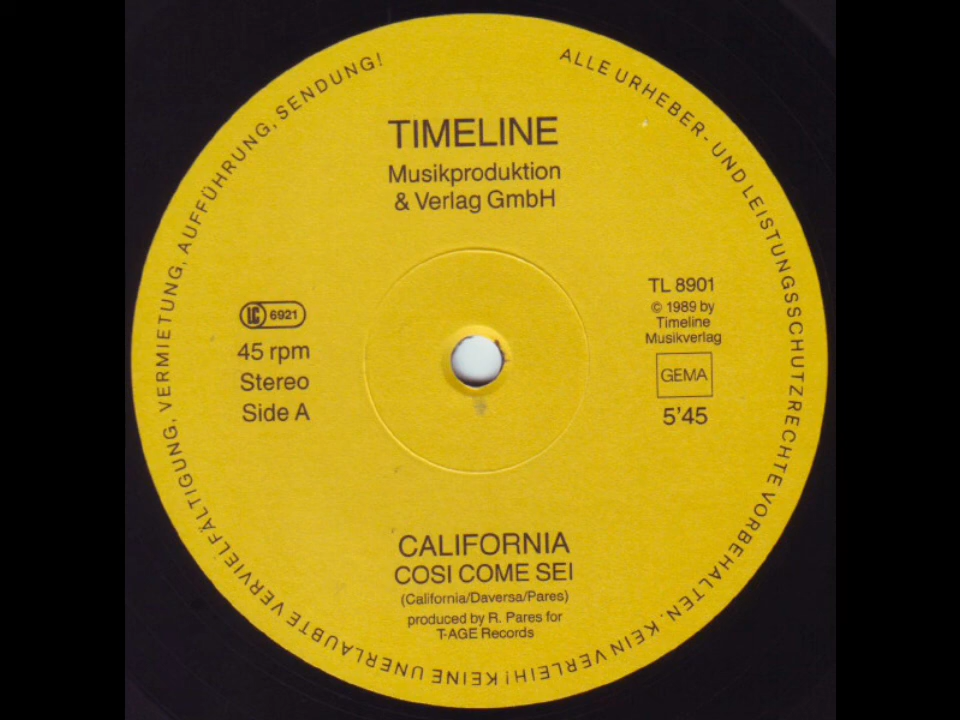 TIMELINE
Musikproduktion
& Verlag GmbH
LC 6921
45 rpm
Stereo
Side A
TL 8901
© 1989 by
Timeline
Musikverlag
GEMA
5'45
CALIFORNIA
COSI COME SEI
(California/Daversa/Pares)
produced by R. Pares for
T-AGE Records
ALLE URHEBER- UND LEISTUNGSSCHUTZRECHTE VORBEHALTEN. KEIN VERLEIH! KEINE UNERLAUBTE VERVIELFÄLTIGUNG, VERMIETUNG, AUFFÜHRUNG, SENDUNG!